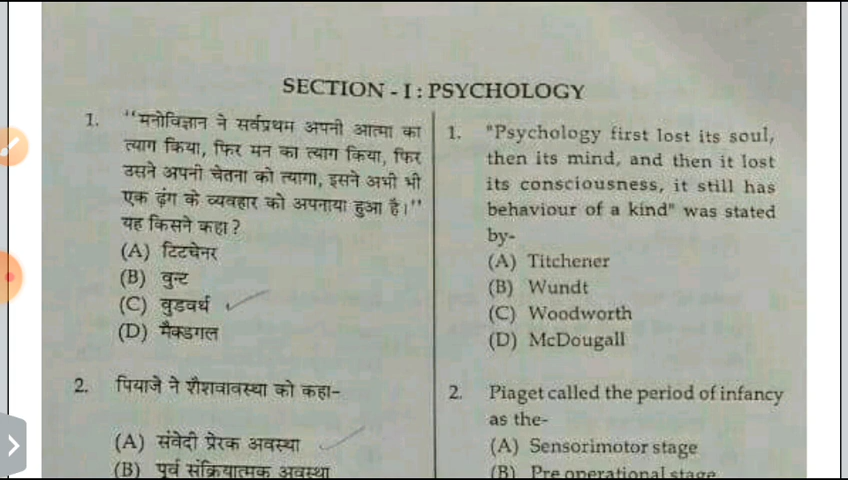 SECTION - I : PSYCHOLOGY
1. "मनोविज्ञान ने सर्वप्रथम अपनी आत्मा का
त्याग किया, फिर मन का त्याग किया, फिर
उसने अपनी चेतना को त्यागा, इसने अभी भी
एक ढ़ंग के व्यवहार को अपनाया हुआ है।"
यह किसने कहा?
(A) टिटचेनर
(B) वुन्ट
(C) वुडवर्थ
(D) मैक्डगल
2. पियाजे ने शैशवावस्था को कहा-
(A) संवेदी प्रेरक अवस्था
(B) पूर्व संक्रियात्मक अवस्था
1. "Psychology first lost its soul,
then its mind, and then it lost
its consciousness, it still has
behaviour of a kind" was stated
by-
(A) Titchener
(B) Wundt
(C) Woodworth
(D) McDougall
2. Piaget called the period of infancy
as the-
(A) Sensorimotor stage
(B) Pre operational stage